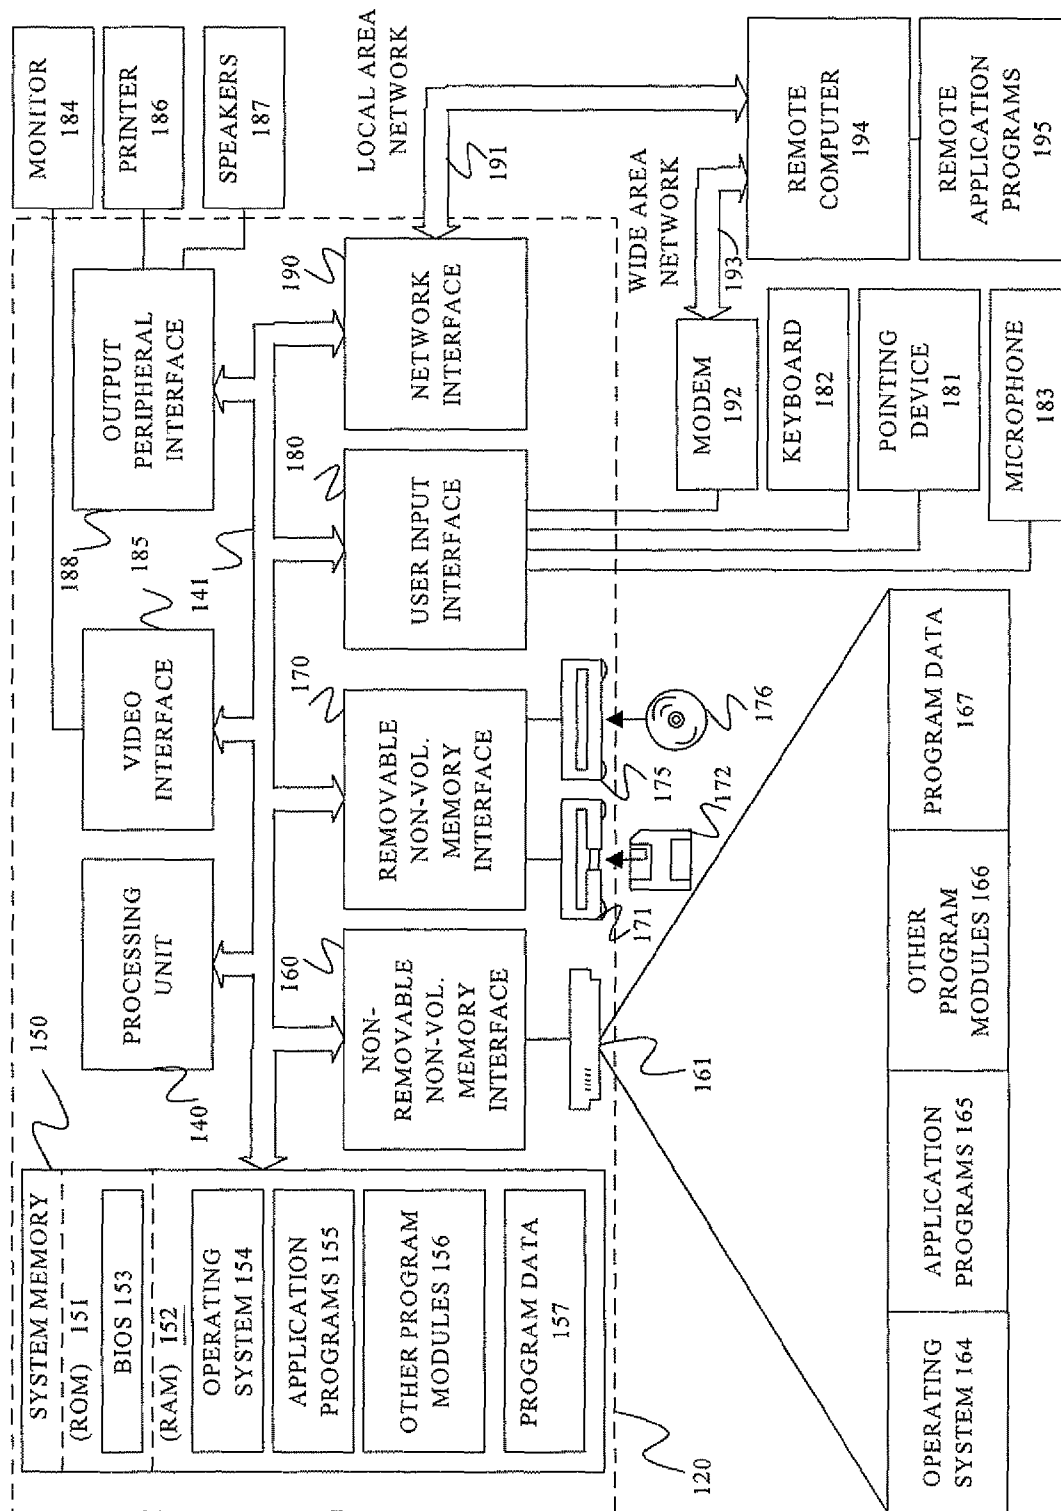 SYSTEM MEMORY
(ROM) 151
BIOS 153
(RAM) 152
OPERATING
SYSTEM 154
APPLICATION
PROGRAMS 155
OTHER PROGRAM
MODULES 156
PROGRAM DATA
157
150
140
PROCESSING
UNIT
VIDEO
INTERFACE
188
185
141
OUTPUT
PERIPHERAL
INTERFACE
MONITOR
184
PRINTER
186
SPEAKERS
187
160
NON-
REMOVABLE
NON-VOL.
MEMORY
INTERFACE
170
REMOVABLE
NON-VOL.
MEMORY
INTERFACE
180
USER INPUT
INTERFACE
190
NETWORK
INTERFACE
LOCAL AREA
NETWORK
191
120
161
171
172
175
176
WIDE AREA
NETWORK
193
MODEM
192
KEYBOARD
182
POINTING
DEVICE
181
MICROPHONE
183
REMOTE
COMPUTER
194
REMOTE
APPLICATION
PROGRAMS
195
OPERATING
SYSTEM 164
APPLICATION
PROGRAMS 165
OTHER
PROGRAM
MODULES 166
PROGRAM DATA
167